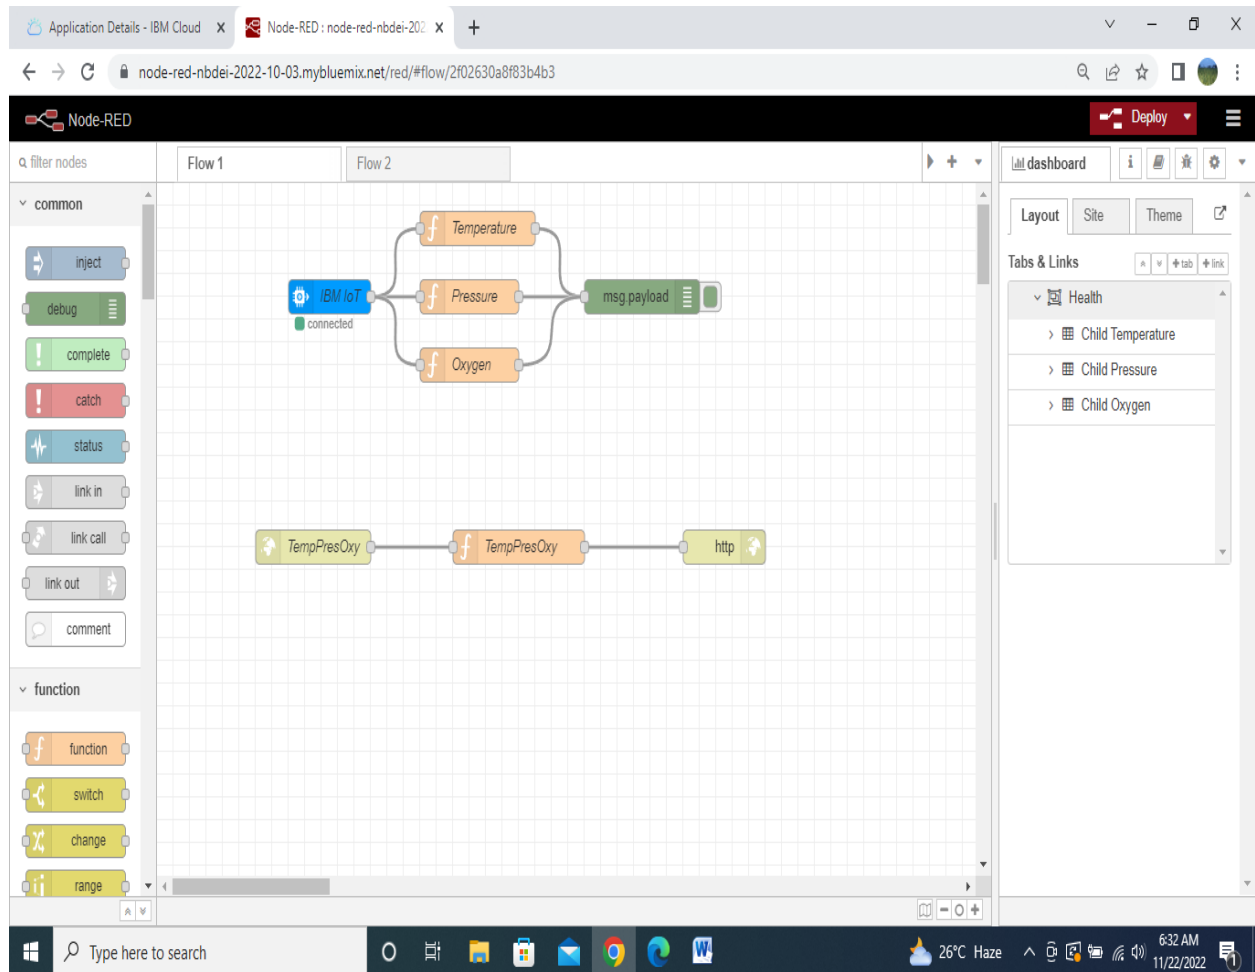 Application Details - IBM Cloud
Node-RED : node-red-nbdei-202
node-red-nbdei-2022-10-03.mybluemix.net/red/#flow/2f02630a8f83b4b3
Node-RED
Deploy
filter nodes
Flow 1
Flow 2
dashboard
i
common
inject
debug
complete
catch
status
link in
link call
link out
comment
function
function
switch
change
range
Temperature
IBM IoT
connected
Pressure
Oxygen
msg.payload
TempPresOxy
TempPresOxy
http
Layout
Site
Theme
Tabs & Links
+tab
+link
Health
Child Temperature
Child Pressure
Child Oxygen
Type here to search
26°C Haze
6:32 AM
11/22/2022